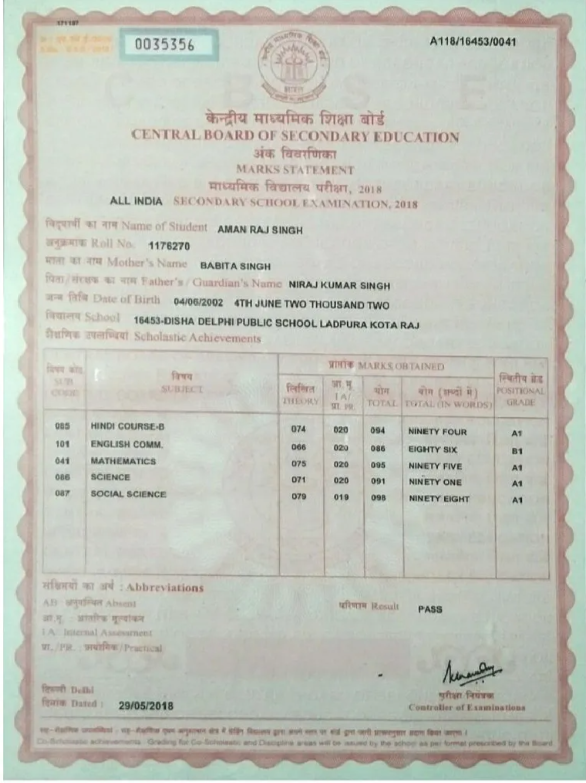 171197
0035356
A118/16453/0041
केन्द्रीय माध्यमिक शिक्षा बोर्ड
CENTRAL BOARD OF SECONDARY EDUCATION
अंक विवरणिका
MARKS STATEMENT
माध्यमिक विद्यालय परीक्षा, 2018
ALL INDIA SECONDARY SCHOOL EXAMINATION, 2018
विद्यार्थी का नाम Name of Student AMAN RAJ SINGH
अनुक्रमांक Roll No. 1176270
माता का नाम Mother's Name BABITA SINGH
पिता/संरक्षक का नाम Father's / Guardian's Name NIRAJ KUMAR SINGH
जन्म तिथि Date of Birth 04/06/2002 4TH JUNE TWO THOUSAND TWO
विद्यालय School 16453-DISHA DELPHI PUBLIC SCHOOL LADPURA KOTA RAJ
शैक्षणिक उपलब्धियां Scholastic Achievements
विषय कोड SUB CODE विषय SUBJECT प्राप्तांक MARKS OBTAINED स्थितीय ग्रेड POSITIONAL GRADE
लिखित THEORY आ.मू. IA/ प्रा. PR. योग TOTAL योग (शब्दों में) TOTAL (IN WORDS)
085 HINDI COURSE-B 074 020 094 NINETY FOUR A1
101 ENGLISH COMM. 066 020 086 EIGHTY SIX B1
041 MATHEMATICS 075 020 095 NINETY FIVE A1
086 SCIENCE 071 020 091 NINETY ONE A1
087 SOCIAL SCIENCE 079 019 098 NINETY EIGHT A1
का अर्थ : Abbreviations
AB अनुपस्थित Absent
परिणाम Result PASS
आ.मू. आंतरिक मूल्यांकन
IA: Internal Assessment
प्रा./PR. : प्रायोगिक/Practical
दिल्ली Delhi
दिनांक Dated : 29/05/2018
परीक्षा नियंत्रक
Controller of Examinations
Co-Scholastic achievements : Grading for Co-Scholastic and Discipline areas will be issued by the school as per format prescribed by the Board